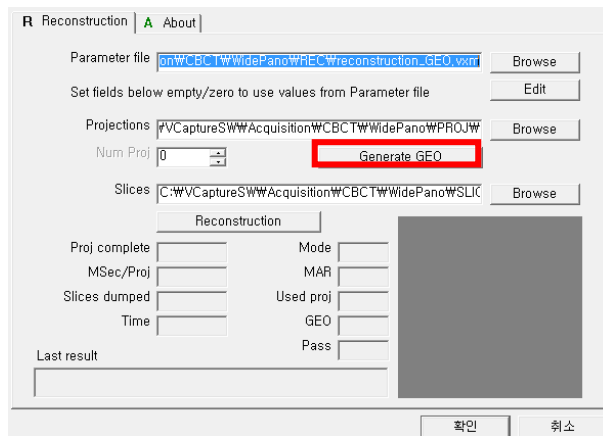 R Reconstruction A About
Parameter file on₩CBCT₩WidePano₩REC₩reconstruction_GEO.vxm Browse
Set fields below empty/zero to use values from Parameter file Edit
Projections ₩VCaptureSW₩Acquisition₩CBCT₩WidePano₩PROJ₩ Browse
Num Proj 0 Generate GEO
Slices C:₩VCaptureSW₩Acquisition₩CBCT₩WidePano₩SLIC Browse
Reconstruction
Proj complete Mode
MSec/Proj MAR
Slices dumped Used proj
Time GEO
Pass
Last result
확인 취소